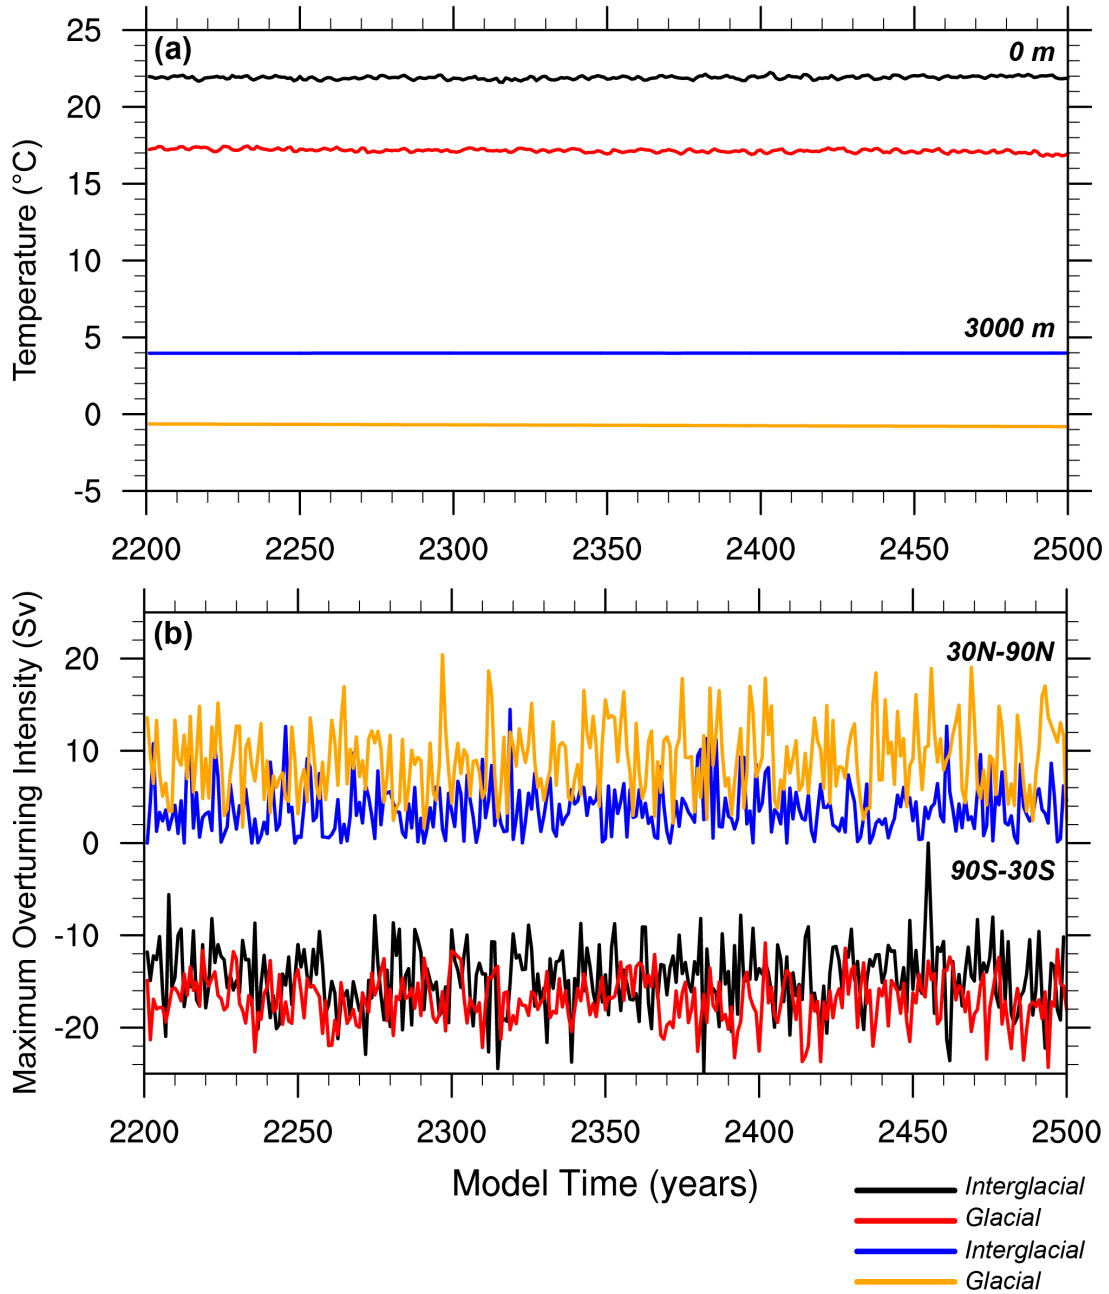 (a)
0 m
3000 m
Temperature (°C)
25
20
15
10
5
0
-5
2200 2250 2300 2350 2400 2450 2500
(b)
30N-90N
90S-30S
Maximum Overturning Intensity (Sv)
20
10
0
-10
-20
2200 2250 2300 2350 2400 2450 2500
Model Time (years)
Interglacial
Glacial
Interglacial
Glacial